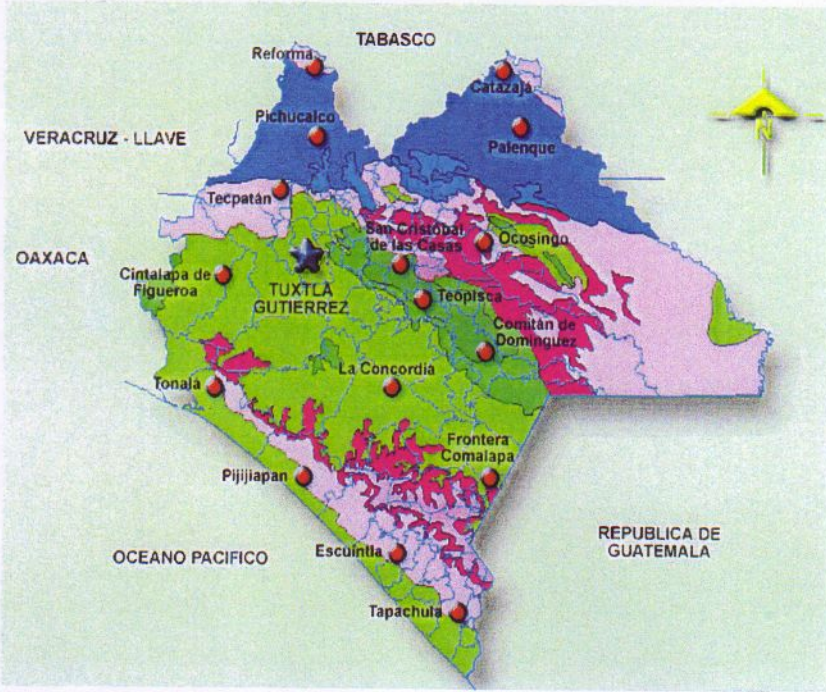 TABASCO
Reforma
Catazajá
Pichucalco
Palenque
VERACRUZ - LLAVE
N
Tecpatán
San Cristóbal
de las Casas
Ocosingo
OAXACA
Cintalapa de
Figueroa
TUXTLA
GUTIERREZ
Teopisca
Comitán de
Domínguez
La Concordia
Tonalá
Frontera
Comalapa
Pijijiapan
REPUBLICA DE
GUATEMALA
OCEANO PACIFICO
Escuintla
Tapachula